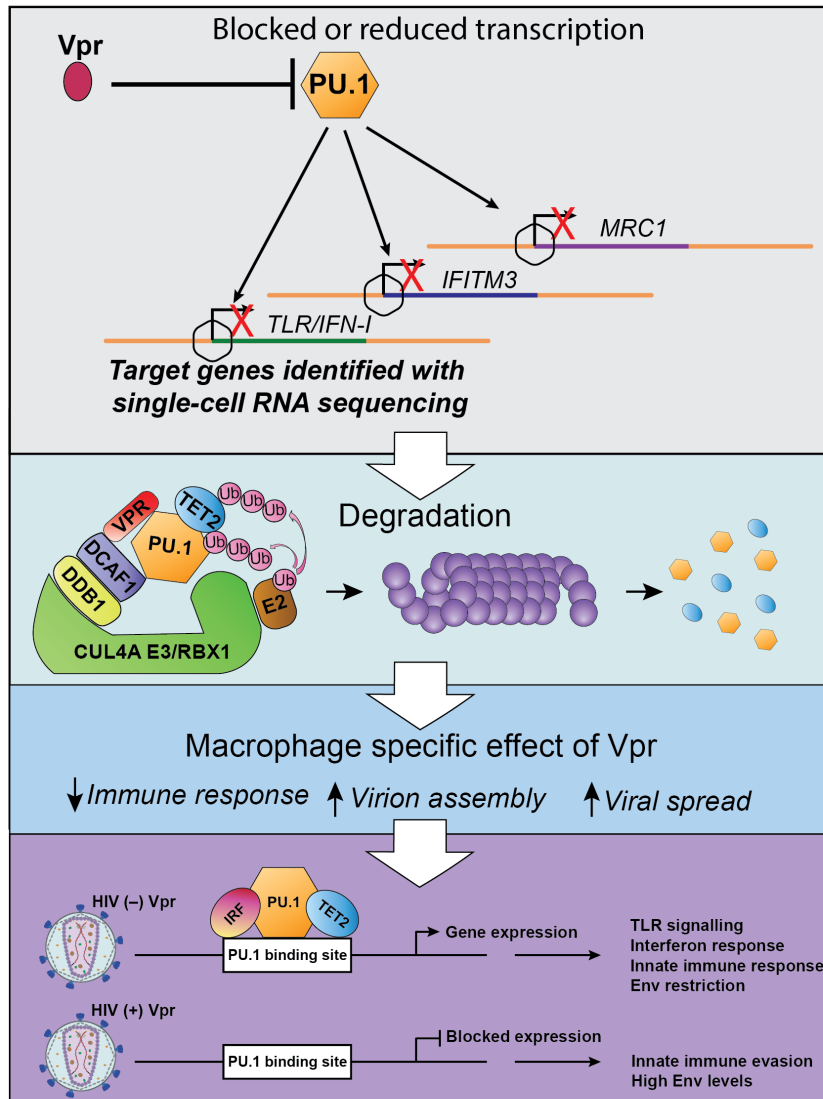 Blocked or reduced transcription
Vpr
PU.1
X
MRC1
X
IFITM3
X
TLR/IFN-I
Target genes identified with
single-cell RNA sequencing
Degradation
VPR
TET2
Ub
Ub
Ub
PU.1
Ub
Ub
Ub
DCAF1
DDB1
Ub
E2
CUL4A E3/RBX1
Macrophage specific effect of Vpr
Immune response
Virion assembly
Viral spread
HIV (–) Vpr
IRF
PU.1
TET2
PU.1 binding site
Gene expression
TLR signalling
Interferon response
Innate immune response
Env restriction
HIV (+) Vpr
PU.1 binding site
Blocked expression
Innate immune evasion
High Env levels